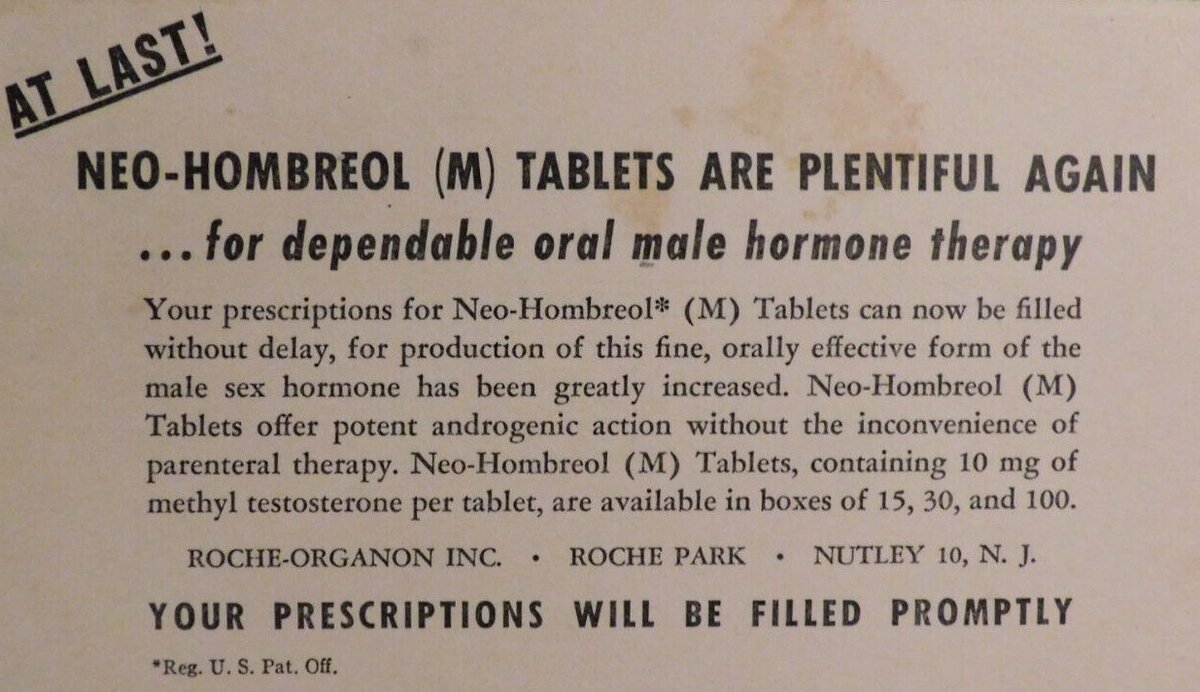 AT LAST!
NEO-HOMBREOL (M) TABLETS ARE PLENTIFUL AGAIN
...for dependable oral male hormone therapy
Your prescriptions for Neo-Hombreol* (M) Tablets can now be filled
without delay, for production of this fine, orally effective form of the
male sex hormone has been greatly increased. Neo-Hombreol (M)
Tablets offer potent androgenic action without the inconvenience of
parenteral therapy. Neo-Hombreol (M) Tablets, containing 10 mg of
methyl testosterone per tablet, are available in boxes of 15, 30, and 100.
ROCHE-ORGANON INC. • ROCHE PARK • NUTLEY 10, N. J.
YOUR PRESCRIPTIONS WILL BE FILLED PROMPTLY
*Reg. U. S. Pat. Off.